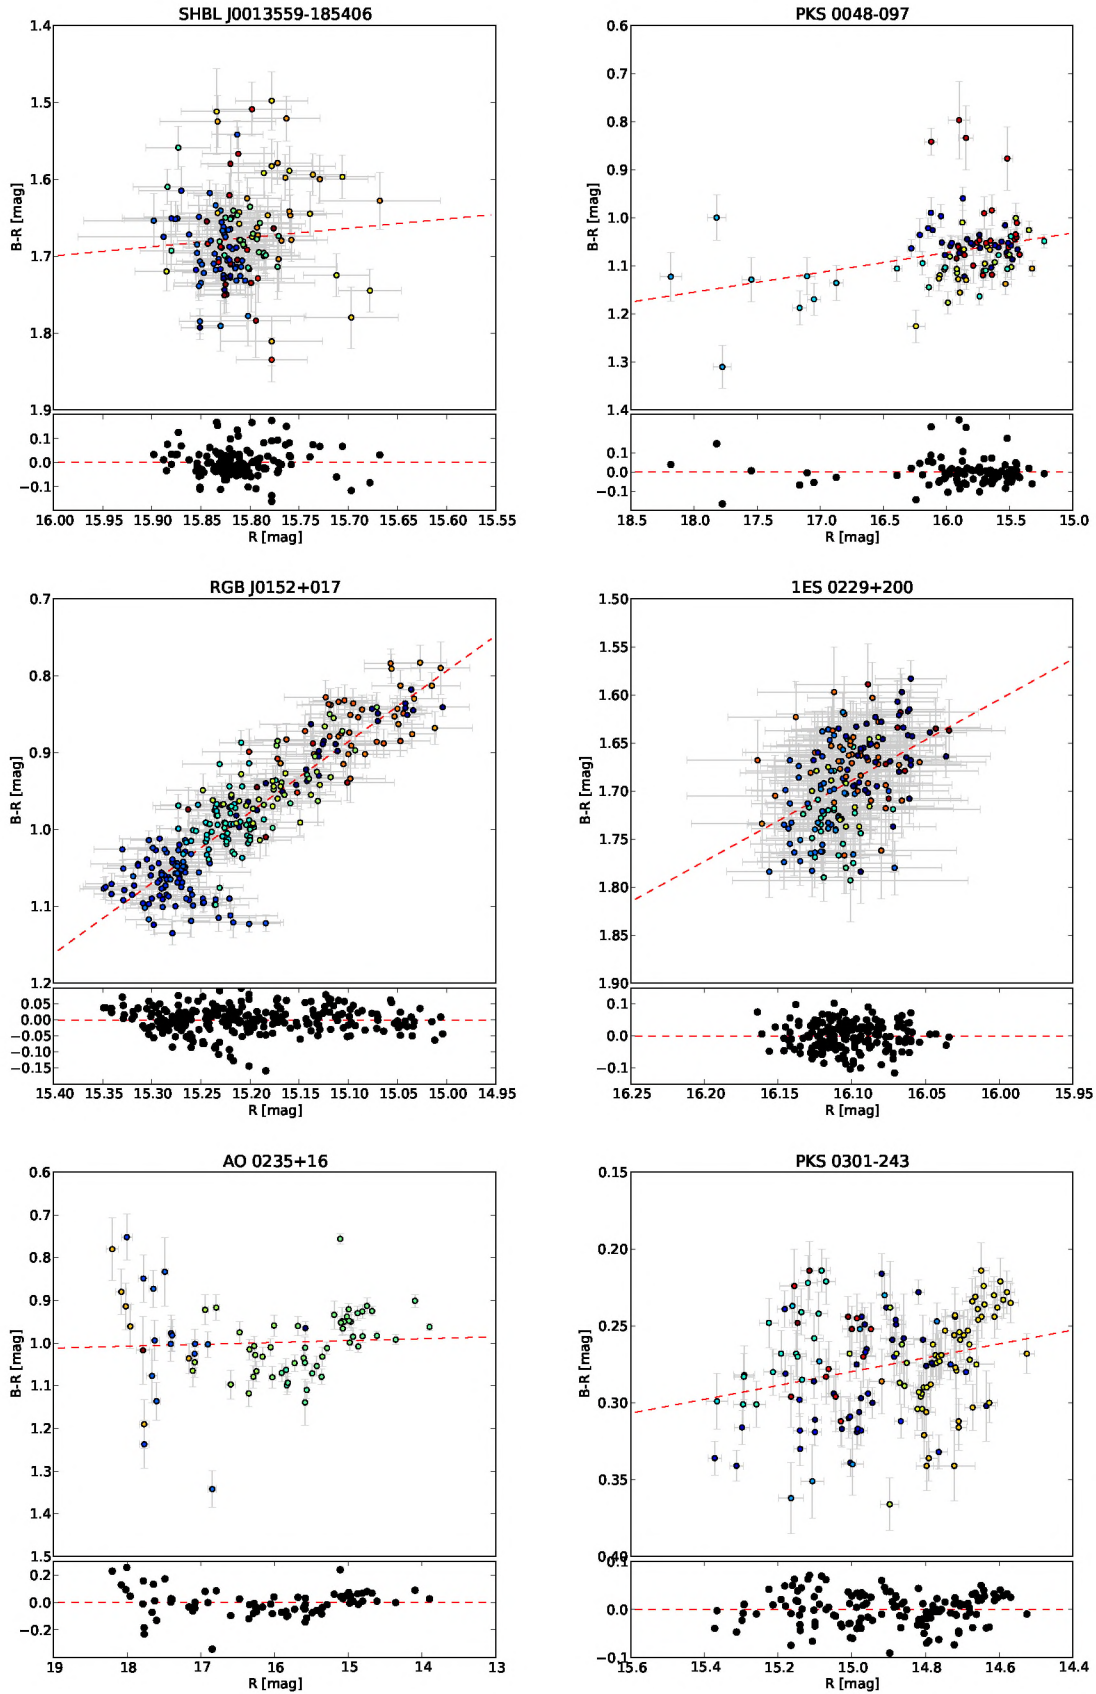 SHBL J0013559-185406
1.4
1.5
1.6
1.7
1.8
1.9
B-R [mag]
0.1
0.0
−0.1
16.00 15.95 15.90 15.85 15.80 15.75 15.70 15.65 15.60 15.55
R [mag]
PKS 0048-097
0.6
0.7
0.8
0.9
1.0
1.1
1.2
1.3
1.4
B-R [mag]
0.1
0.0
−0.1
18.5 18.0 17.5 17.0 16.5 16.0 15.5 15.0
R [mag]
RGB J0152+017
0.7
0.8
0.9
1.0
1.1
1.2
B-R [mag]
0.05
0.00
−0.05
−0.10
−0.15
15.40 15.35 15.30 15.25 15.20 15.15 15.10 15.05 15.00 14.95
R [mag]
1ES 0229+200
1.50
1.55
1.60
1.65
1.70
1.75
1.80
1.85
1.90
B-R [mag]
0.1
0.0
−0.1
16.25 16.20 16.15 16.10 16.05 16.00 15.95
R [mag]
AO 0235+16
0.6
0.7
0.8
0.9
1.0
1.1
1.2
1.3
1.4
1.5
B-R [mag]
0.2
0.0
−0.2
19 18 17 16 15 14 13
R [mag]
PKS 0301-243
0.15
0.20
0.25
0.30
0.35
0.40
B-R [mag]
0.1
0.0
−0.1
15.6 15.4 15.2 15.0 14.8 14.6 14.4
R [mag]